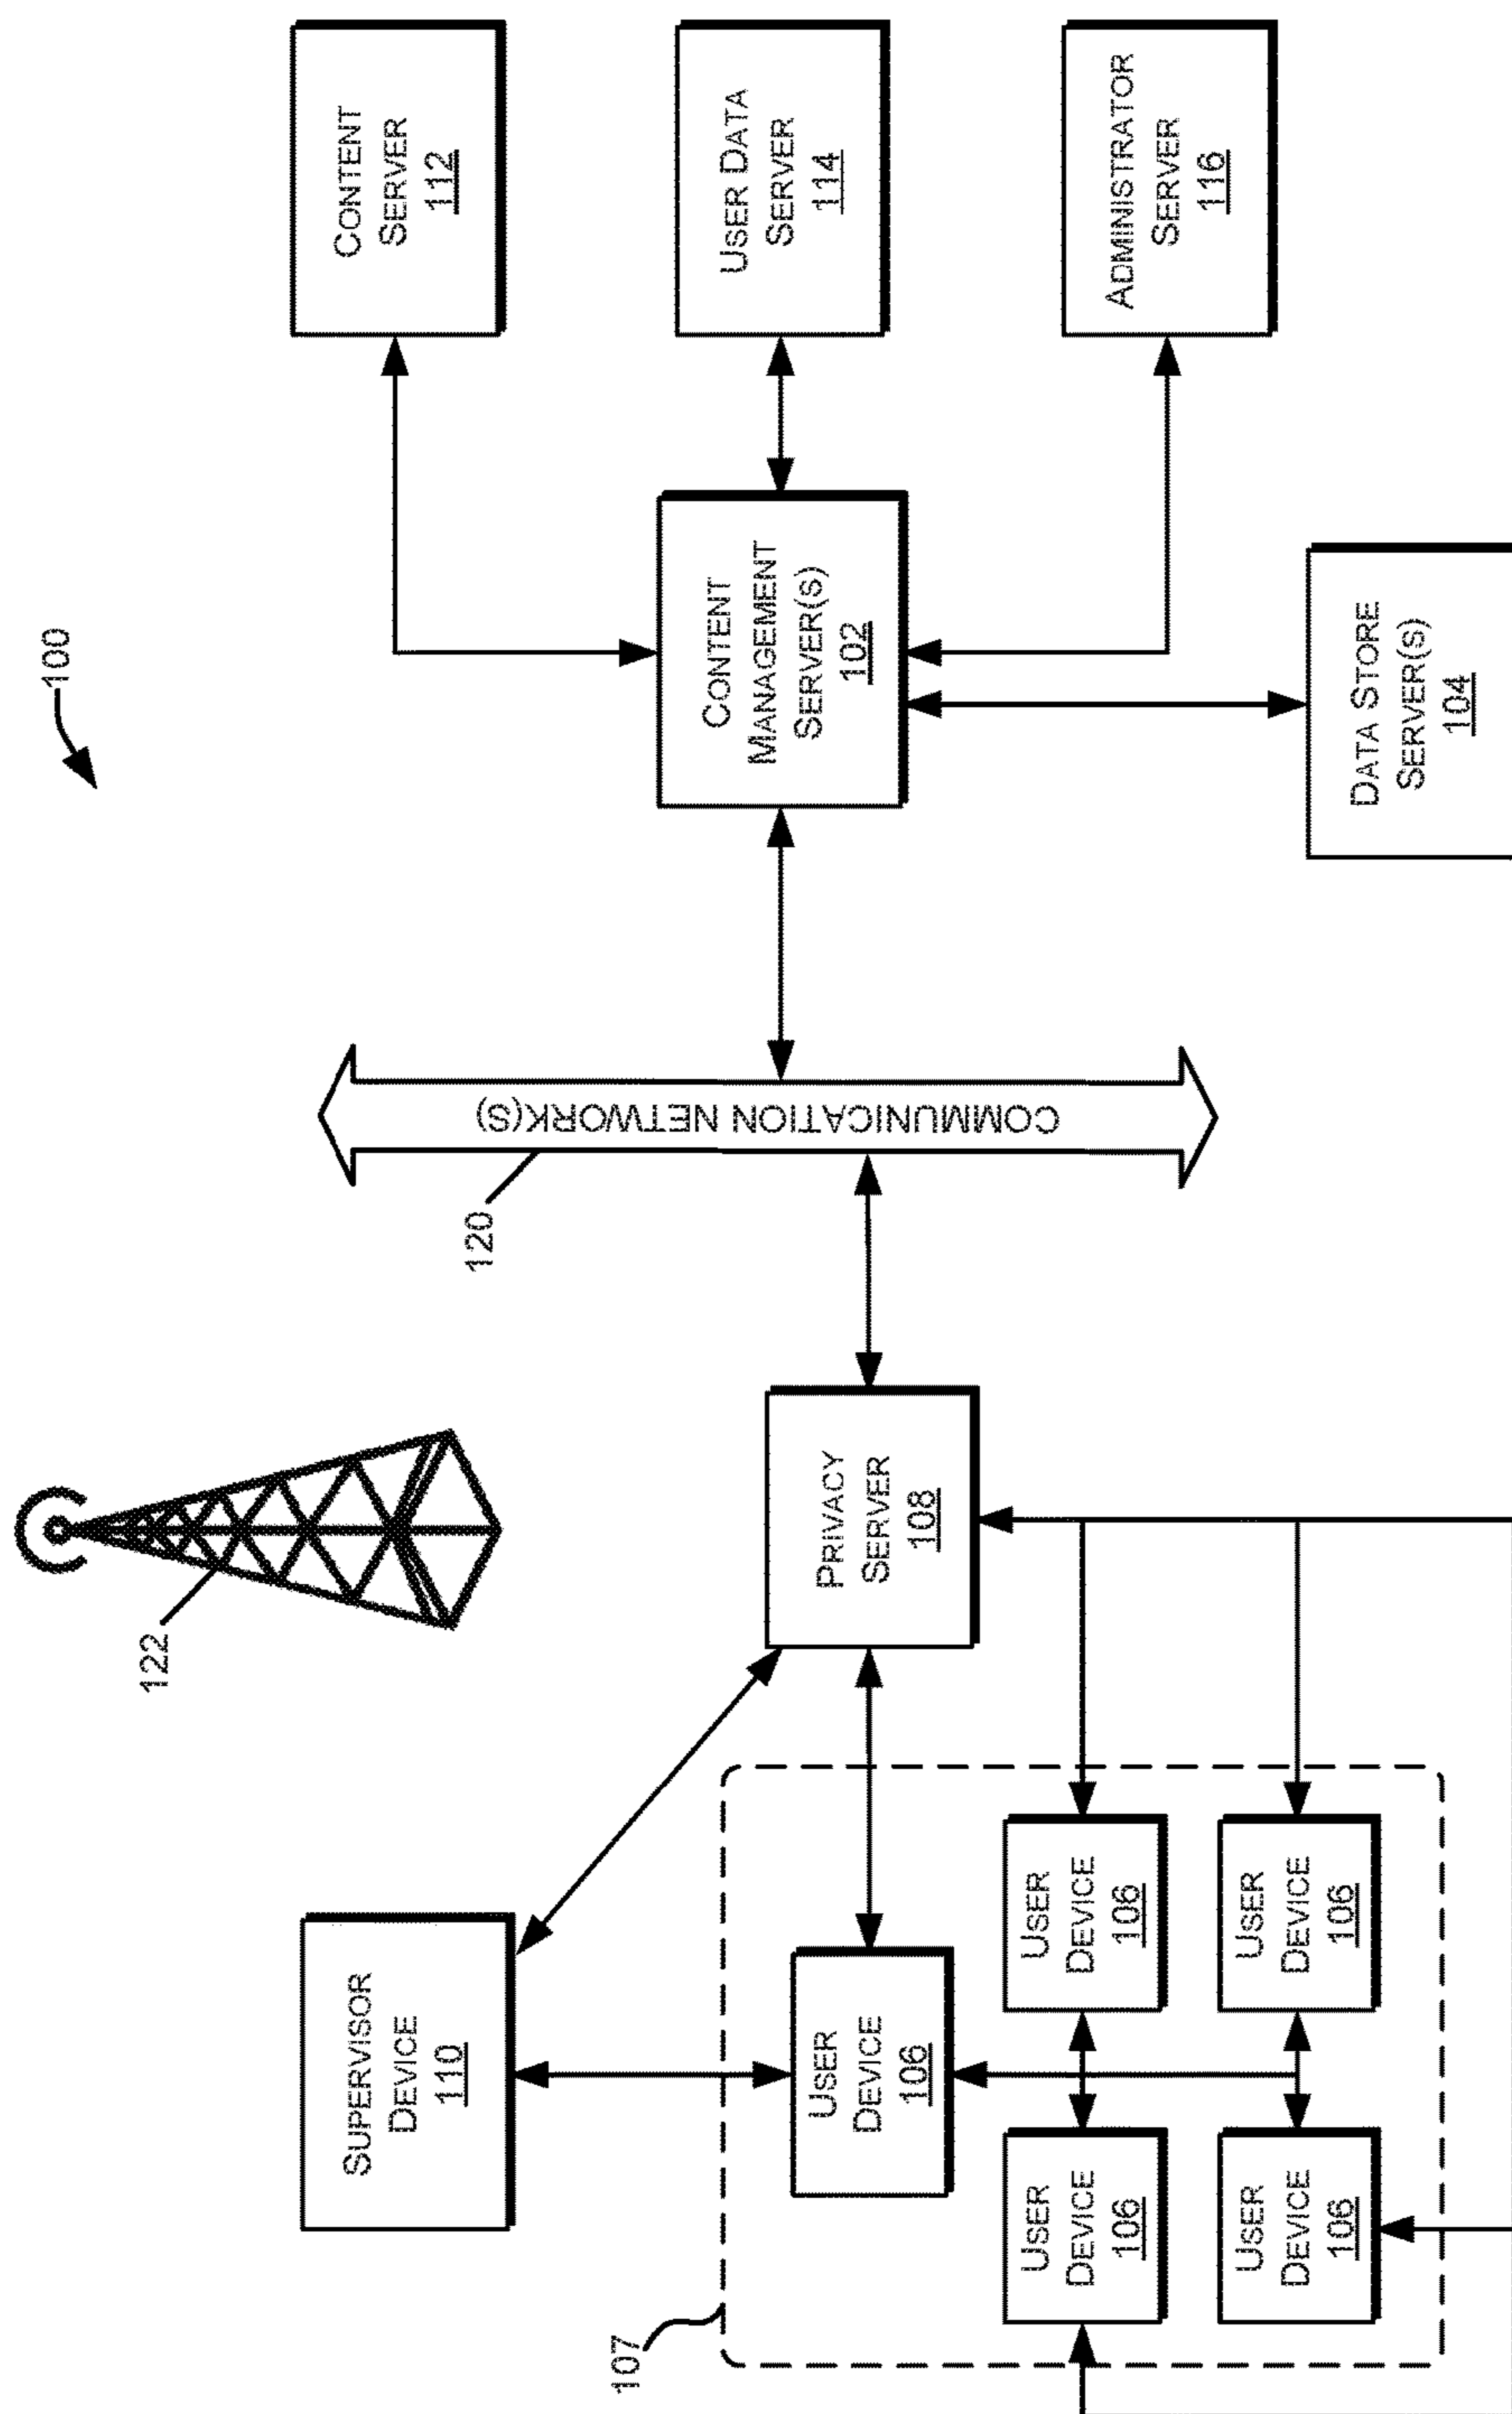 100
122
120
107
SUPERVISOR
DEVICE
110
PRIVACY
SERVER
108
COMMUNICATION NETWORK(S)
CONTENT
MANAGEMENT
SERVER(S)
102
CONTENT
SERVER
112
USER DATA
SERVER
114
ADMINISTRATOR
SERVER
116
DATA STORE
SERVER(S)
104
USER
DEVICE
106
USER
DEVICE
106
USER
DEVICE
106
USER
DEVICE
106
USER
DEVICE
106